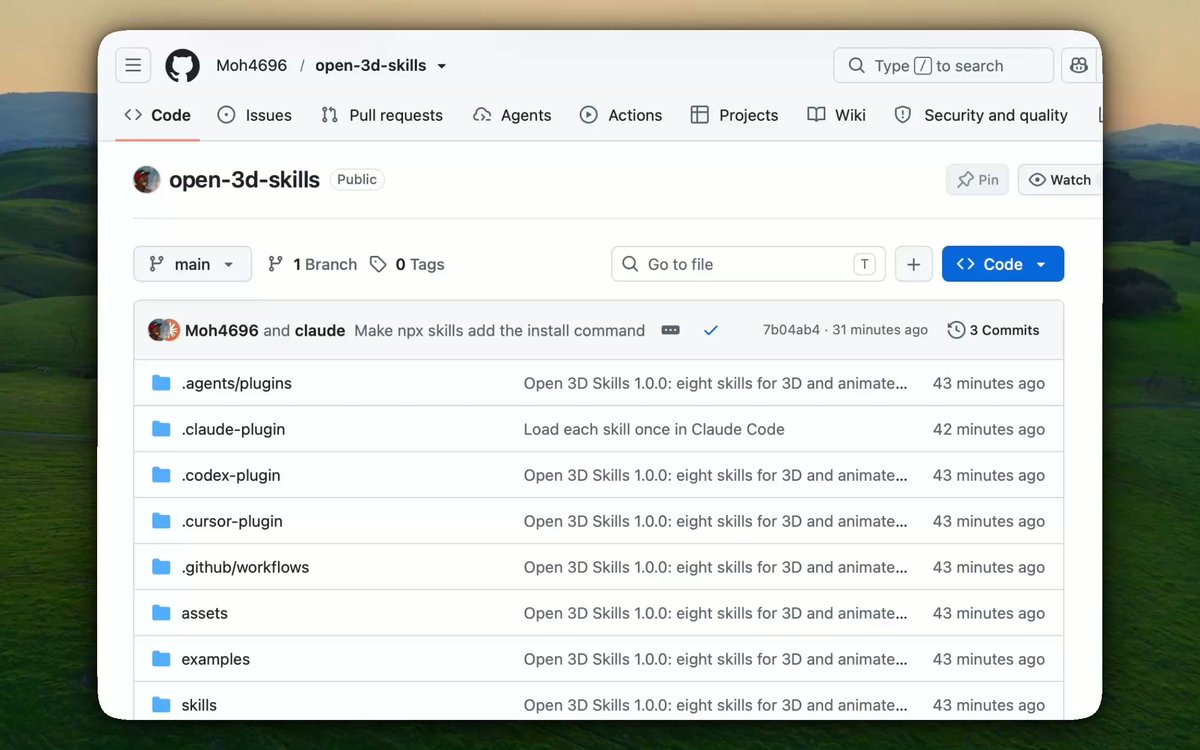 Moh4696 / open-3d-skills
Type / to search
Code
Issues
Pull requests
Agents
Actions
Projects
Wiki
Security and quality
open-3d-skills Public
Pin
Watch
main
1 Branch
0 Tags
Go to file
T
Code
Moh4696 and claude Make npx skills add the install command
7b04ab4 · 31 minutes ago
3 Commits
.agents/plugins Open 3D Skills 1.0.0: eight skills for 3D and animate... 43 minutes ago
.claude-plugin Load each skill once in Claude Code 42 minutes ago
.codex-plugin Open 3D Skills 1.0.0: eight skills for 3D and animate... 43 minutes ago
.cursor-plugin Open 3D Skills 1.0.0: eight skills for 3D and animate... 43 minutes ago
.github/workflows Open 3D Skills 1.0.0: eight skills for 3D and animate... 43 minutes ago
assets Open 3D Skills 1.0.0: eight skills for 3D and animate... 43 minutes ago
examples Open 3D Skills 1.0.0: eight skills for 3D and animate... 43 minutes ago
skills Open 3D Skills 1.0.0: eight skills for 3D and animate... 43 minutes ago